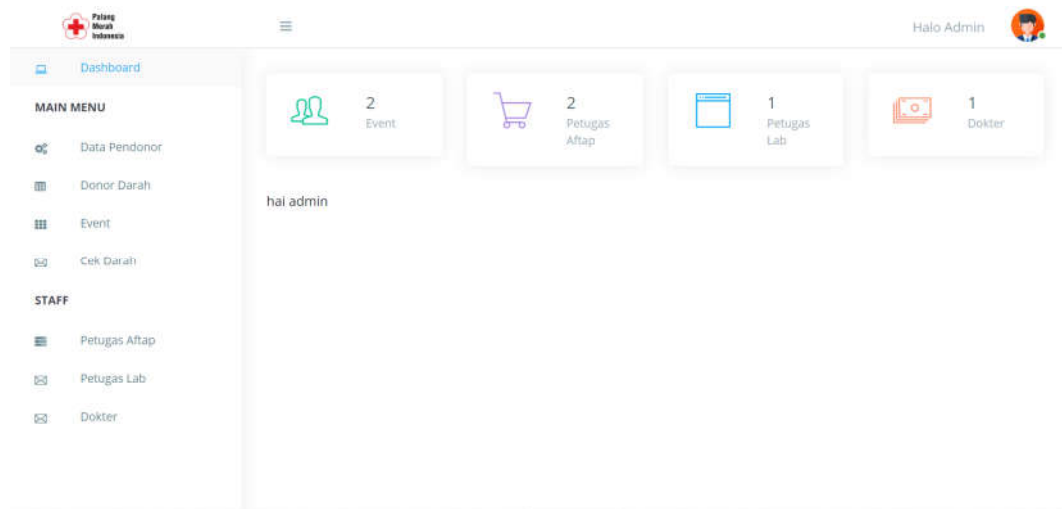 Palang
Merah
Indonesia
Halo Admin
Dashboard
MAIN MENU
Data Pendonor
Donor Darah
Event
Cek Darah
STAFF
Petugas Aftap
Petugas Lab
Dokter
2
Event
2
Petugas
Aftap
1
Petugas
Lab
1
Dokter
hai admin